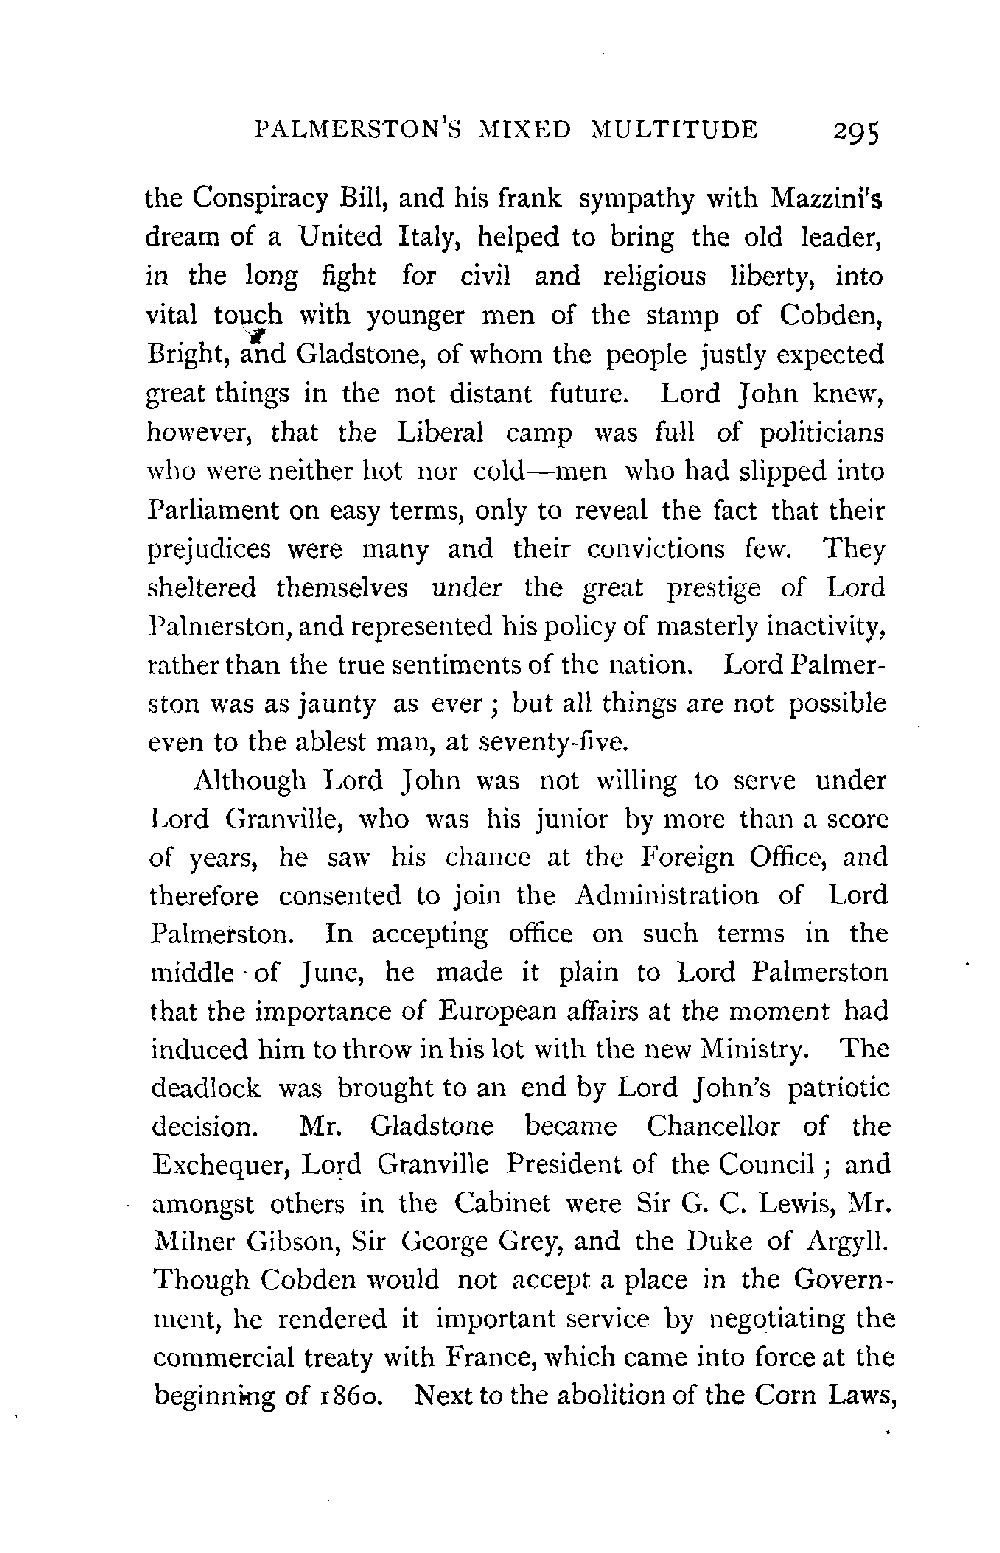 PALMERSTON'S MIXED MULTITUDE 295
the Conspiracy Bill, and his frank sympathy with Mazzini's
dream of a United Italy, helped to bring the old leader,
in the long fight for civil and religious liberty, into
vital touch with younger men of the stamp of Cobden,
Bright, and Gladstone, of whom the people justly expected
great things in the not distant future. Lord John knew,
however, that the Liberal camp was full of politicians
who were neither hot nor cold—men who had slipped into
Parliament on easy terms, only to reveal the fact that their
prejudices were many and their convictions few. They
sheltered themselves under the great prestige of Lord
Palmerston, and represented his policy of masterly inactivity,
rather than the true sentiments of the nation. Lord Palmer-
ston was as jaunty as ever; but all things are not possible
even to the ablest man, at seventy-five.
Although Lord John was not willing to serve under
Lord Granville, who was his junior by more than a score
of years, he saw his chance at the Foreign Office, and
therefore consented to join the Administration of Lord
Palmerston. In accepting office on such terms in the
middle of June, he made it plain to Lord Palmerston
that the importance of European affairs at the moment had
induced him to throw in his lot with the new Ministry. The
deadlock was brought to an end by Lord John's patriotic
decision. Mr. Gladstone became Chancellor of the
Exchequer, Lord Granville President of the Council; and
amongst others in the Cabinet were Sir G. C. Lewis, Mr.
Milner Gibson, Sir George Grey, and the Duke of Argyll.
Though Cobden would not accept a place in the Govern-
ment, he rendered it important service by negotiating the
commercial treaty with France, which came into force at the
beginning of 1860. Next to the abolition of the Corn Laws,